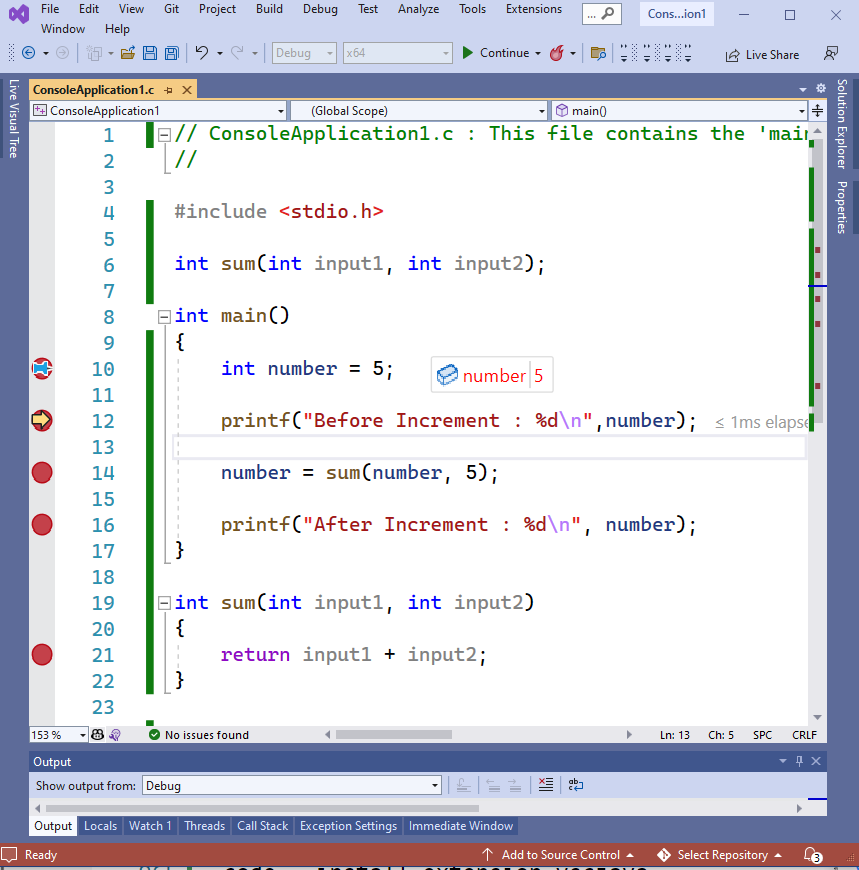 File Edit View Git Project Build Debug Test Analyze Tools Extensions ... Cons...ion1
Window Help
Debug x64 Continue Live Share
Live Visual Tree
ConsoleApplication1.c
Solution Explorer
Properties
ConsoleApplication1 (Global Scope) main()
1 // ConsoleApplication1.c : This file contains the 'mai
2 //
3
4 #include <stdio.h>
5
6 int sum(int input1, int input2);
7
8 int main()
9 {
10 int number = 5; number 5
11
12 printf("Before Increment : %d\n",number); ≤ 1ms elapse
13
14 number = sum(number, 5);
15
16 printf("After Increment : %d\n", number);
17 }
18
19 int sum(int input1, int input2)
20 {
21 return input1 + input2;
22 }
23
153 % No issues found Ln: 13 Ch: 5 SPC CRLF
Output
Show output from: Debug
Output Locals Watch 1 Threads Call Stack Exception Settings Immediate Window
Ready Add to Source Control Select Repository 3